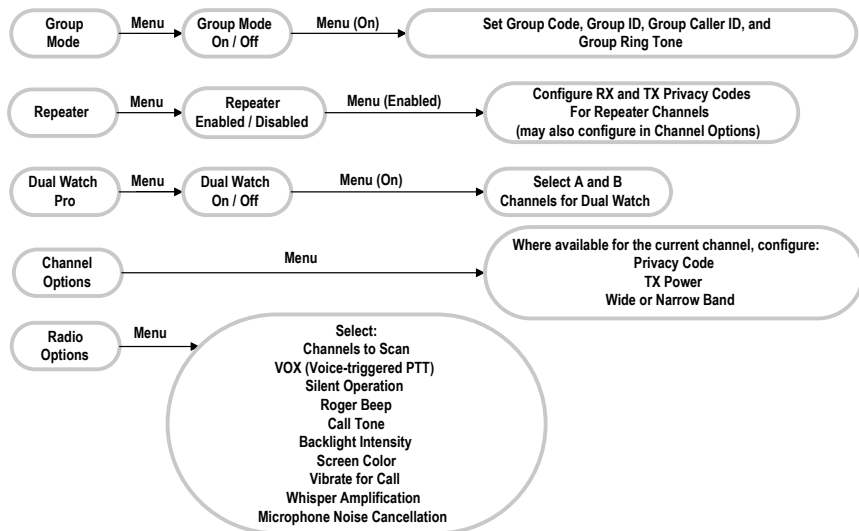 Group
Mode
Menu
Group Mode
On / Off
Menu (On)
Set Group Code, Group ID, Group Caller ID, and
Group Ring Tone
Repeater
Menu
Repeater
Enabled / Disabled
Menu (Enabled)
Configure RX and TX Privacy Codes
For Repeater Channels
(may also configure in Channel Options)
Dual Watch
Pro
Menu
Dual Watch
On / Off
Menu (On)
Select A and B
Channels for Dual Watch
Channel
Options
Menu
Where available for the current channel, configure:
Privacy Code
TX Power
Wide or Narrow Band
Radio
Options
Menu
Select:
Channels to Scan
VOX (Voice-triggered PTT)
Silent Operation
Roger Beep
Call Tone
Backlight Intensity
Screen Color
Vibrate for Call
Whisper Amplification
Microphone Noise Cancellation